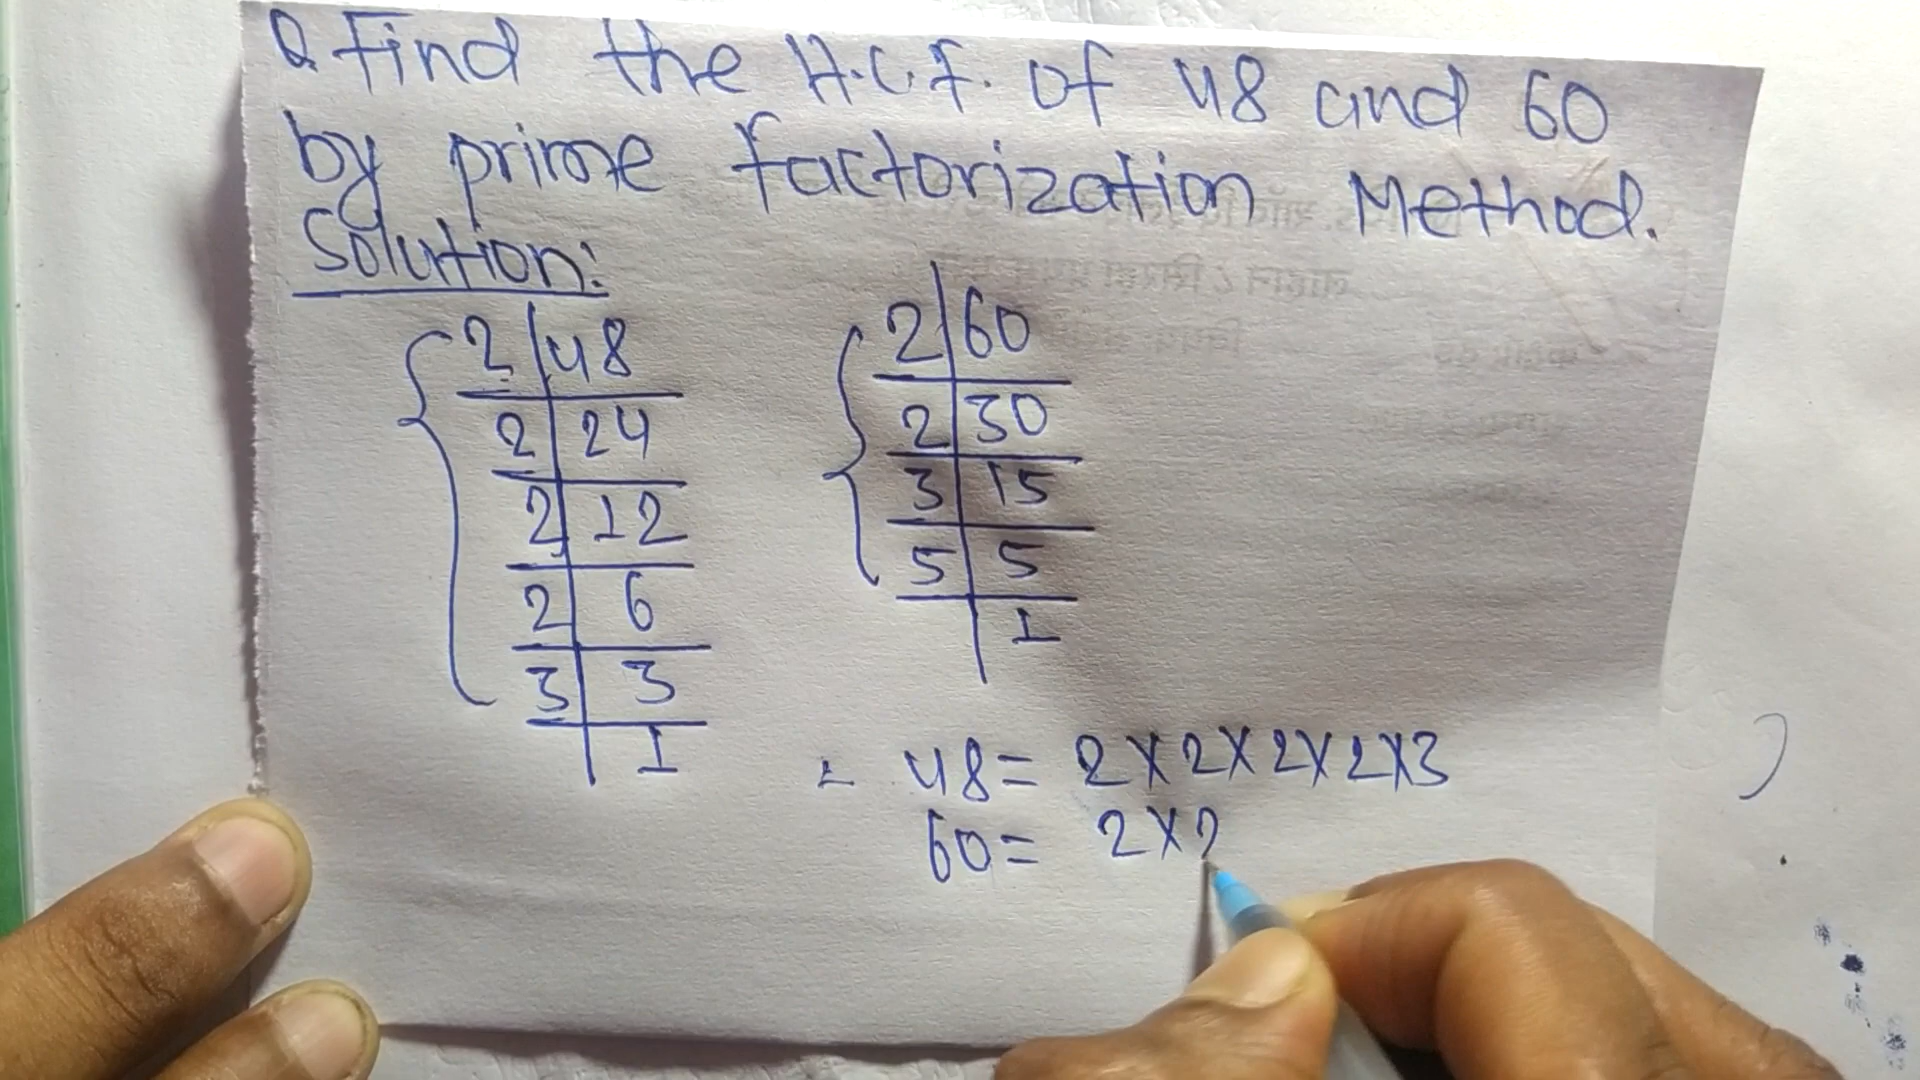 Q Find the H.C.F. of 48 and 60
by prime factorization Method.
Solution:
2 | 48
2 | 24
2 | 12
2 | 6
3 | 3
1
2 | 60
2 | 30
3 | 15
5 | 5
1
48 = 2 X 2 X 2 X 2 X 3
60 = 2 X 2